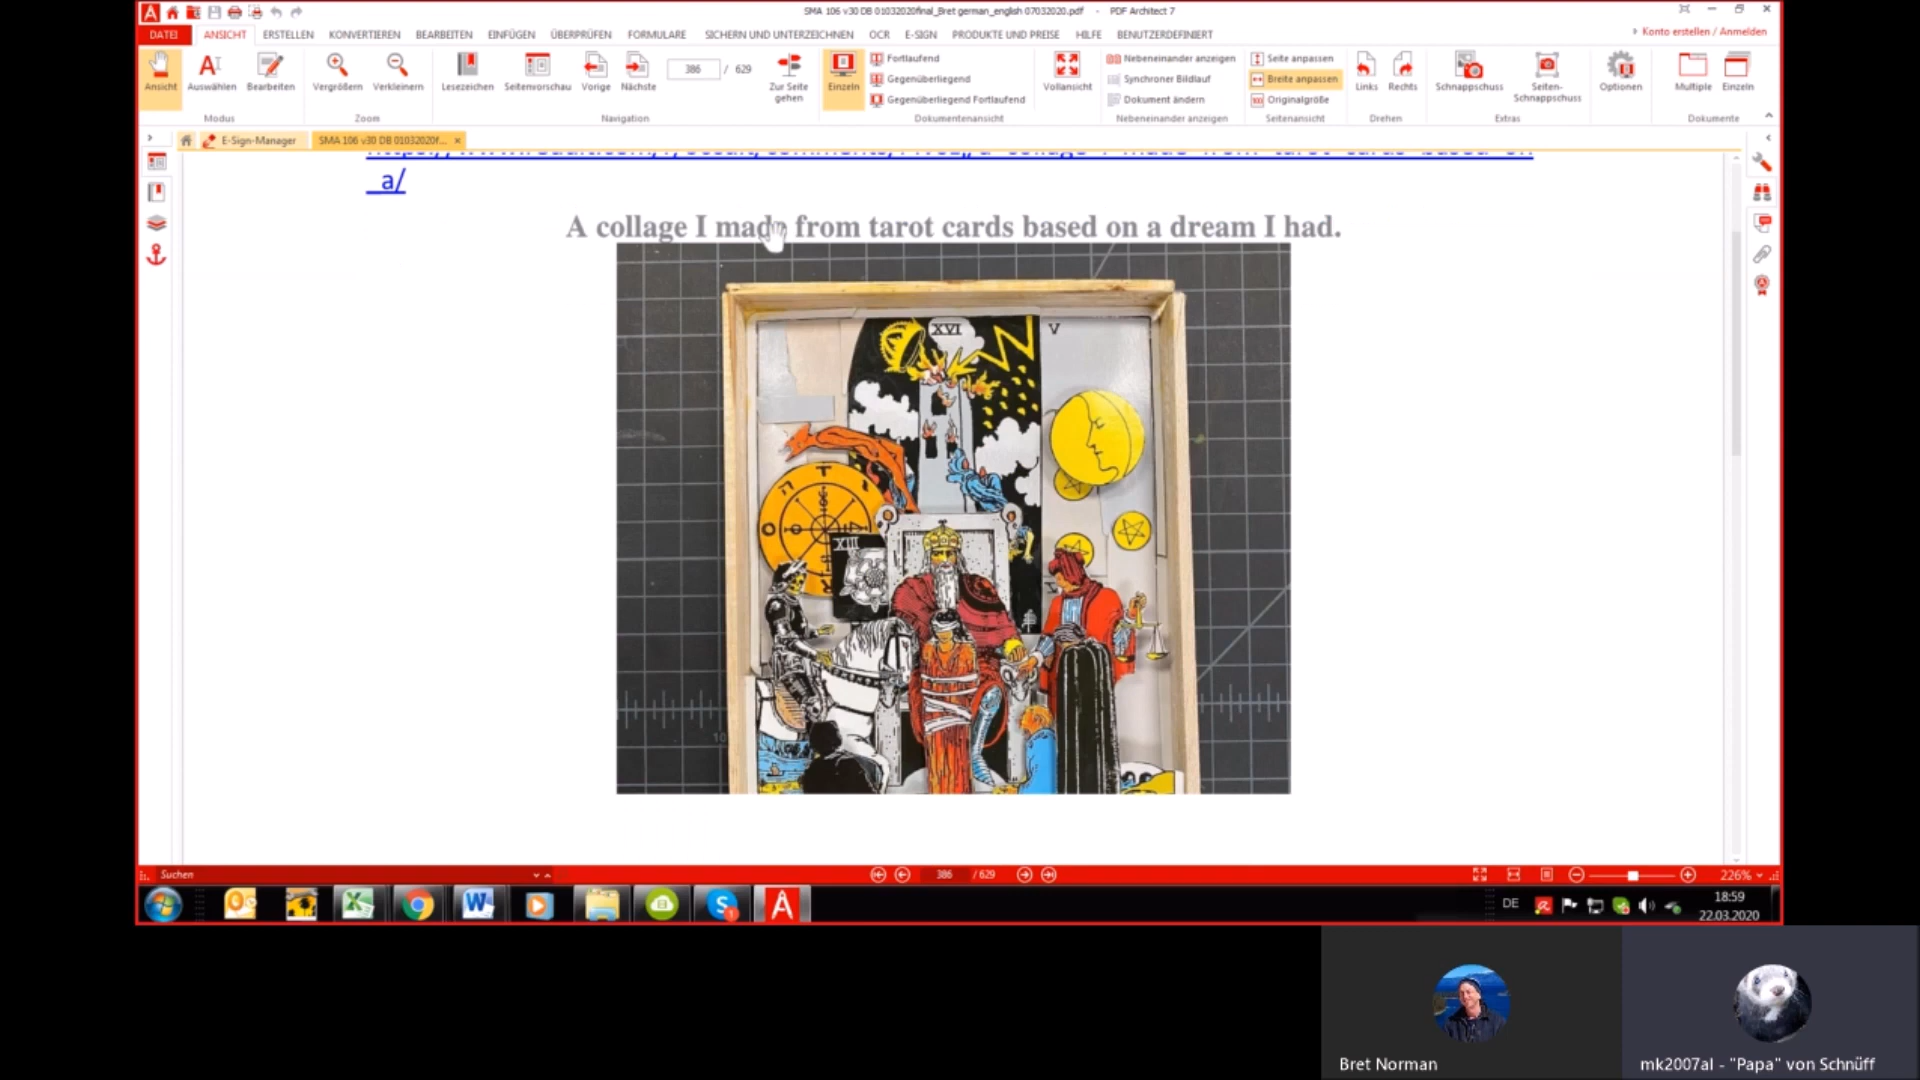 SMA 106 v30 DB 01032020final_Bret german_english 07032020.pdf - PDF Architect 7
DATEI ANSICHT ERSTELLEN KONVERTIEREN BEARBEITEN EINFÜGEN ÜBERPRÜFEN FORMULARE SICHERN UND UNTERZEICHNEN OCR E-SIGN PRODUKTE UND PREISE HILFE BENUTZERDEFINIERT Konto erstellen / Anmelden
Ansicht Auswählen Bearbeiten Vergrößern Verkleinern Lesezeichen Seitenvorschau Vorige Nächste 386 / 629 Zur Seite gehen Einzeln
Fortlaufend
Gegenüberliegend
Gegenüberliegend Fortlaufend
Vollansicht
Nebeneinander anzeigen
Synchroner Bildlauf
Dokument ändern
Seite anpassen
Breite anpassen
Originalgröße
Links Rechts Schnappschuss Seiten-Schnappschuss Optionen Multiple Einzeln
Modus Zoom Navigation Dokumentenansicht Nebeneinander anzeigen Seitenansicht Drehen Extras Dokumente
E-Sign-Manager SMA 106 v30 DB 01032020f...
_a/
A collage I made from tarot cards based on a dream I had.
XVI V
XIII
Suchen 386 / 629 226%
DE 18:59
22.03.2020
Bret Norman mk2007al - "Papa" von Schnüff